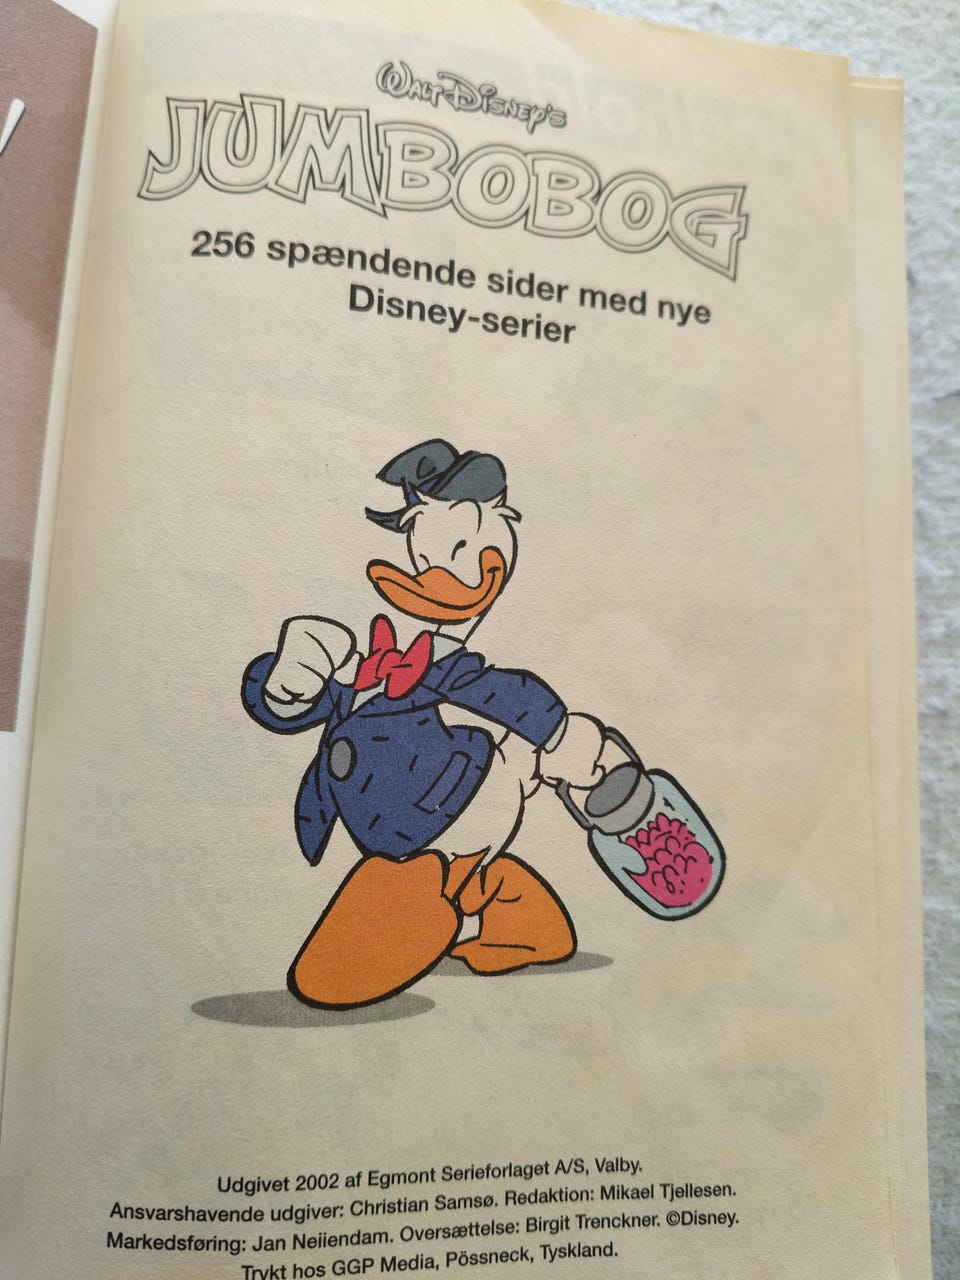 WALT DISNEY'S
JUMBOBOG
256 spændende sider med nye
Disney-serier
Udgivet 2002 af Egmont Serieforlaget A/S, Valby.
Ansvarshavende udgiver: Christian Samsø. Redaktion: Mikael Tjellesen.
Markedsføring: Jan Neiiendam. Oversættelse: Birgit Trenckner. ©Disney.
Trykt hos GGP Media, Pössneck, Tyskland.